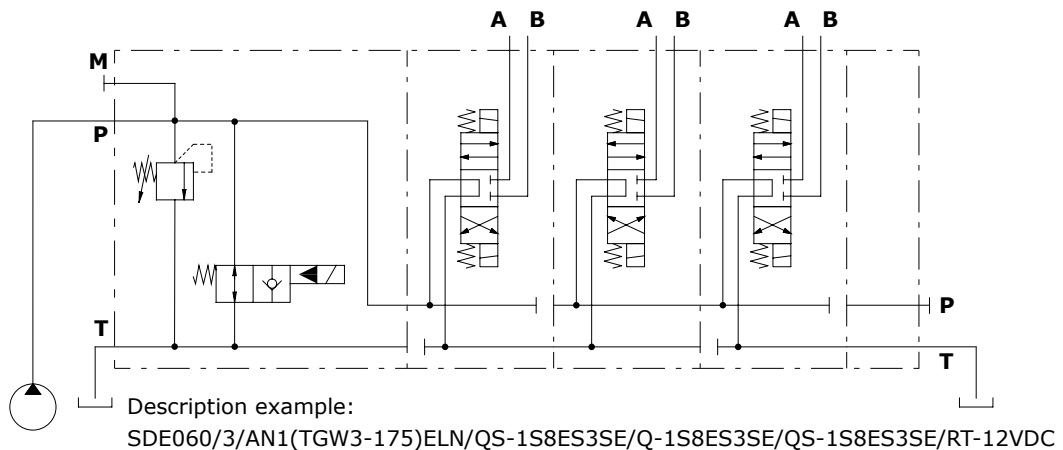 A B A B A B
M
P
T
P
T
Description example:
SDE060/3/AN1(TGW3-175)ELN/QS-1S8ES3SE/Q-1S8ES3SE/QS-1S8ES3SE/RT-12VDC